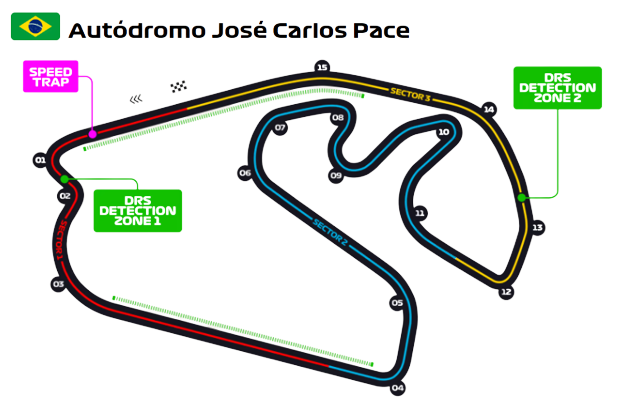 Autódromo José Carlos Pace
SPEED
TRAP
15
SECTOR 3
DRS
DETECTION
ZONE 2
14
08
07
10
01
09
06
02
DRS
DETECTION
ZONE 1
11
SECTOR 1
SECTOR 2
13
03
12
05
04